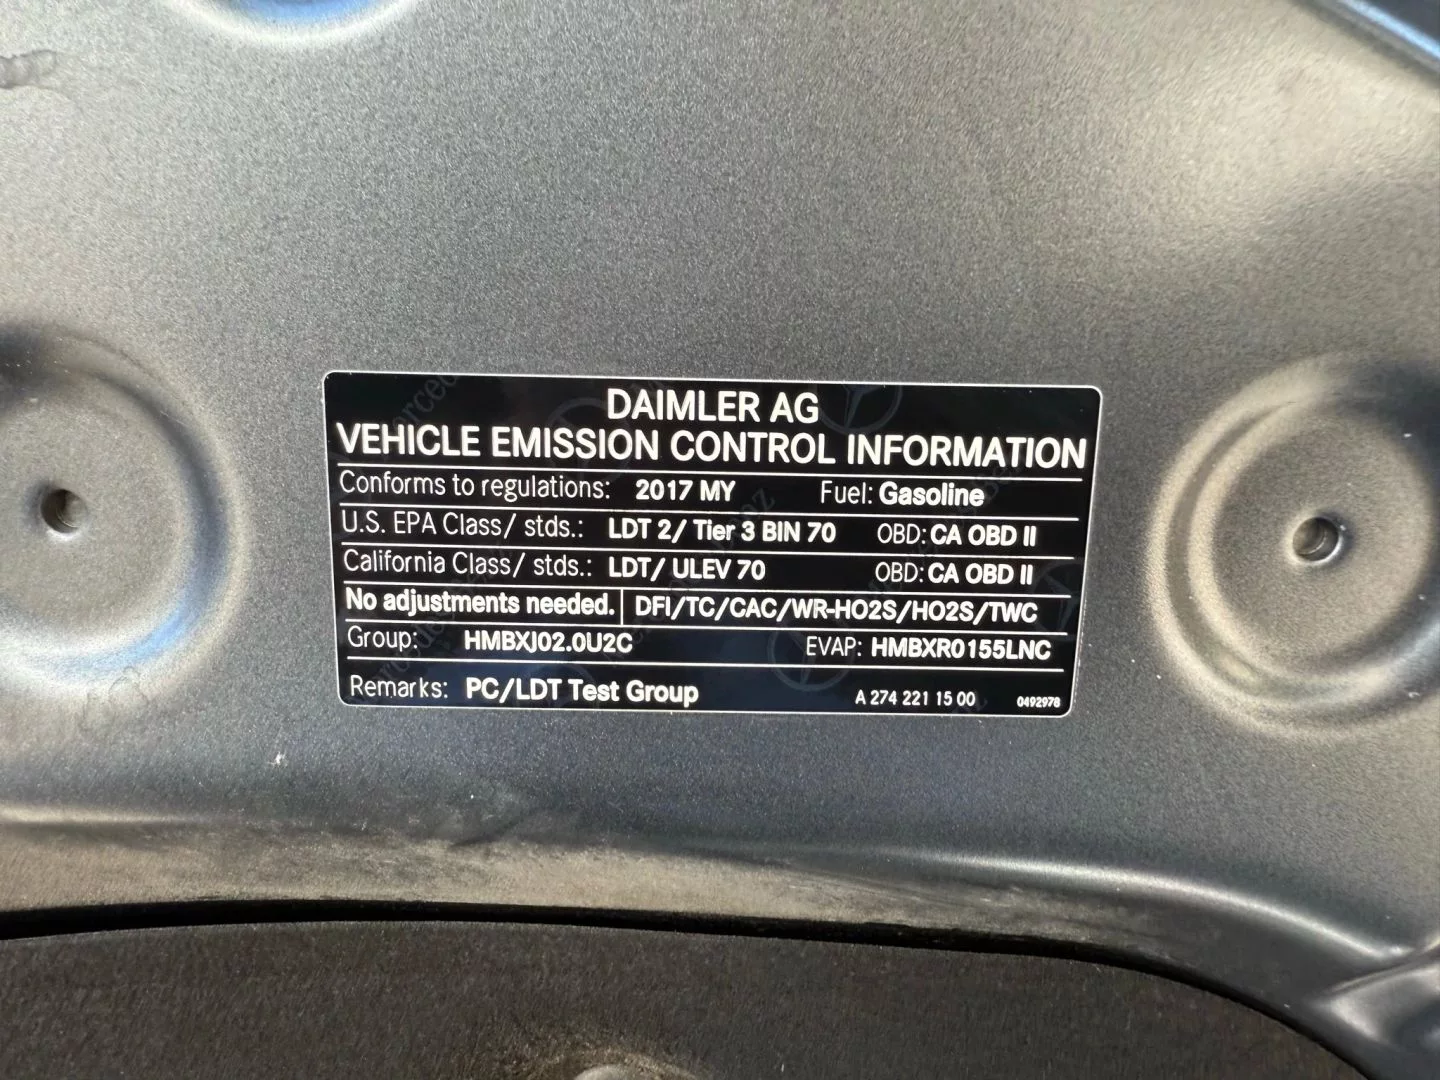 DAIMLER AG
VEHICLE EMISSION CONTROL INFORMATION
Conforms to regulations: 2017 MY Fuel: Gasoline
U.S. EPA Class/ stds.: LDT 2/ Tier 3 BIN 70 OBD: CA OBD II
California Class/ stds.: LDT/ ULEV 70 OBD: CA OBD II
No adjustments needed. DFI/TC/CAC/WR-HO2S/HO2S/TWC
Group: HMBXJ02.0U2C EVAP: HMBXR0155LNC
Remarks: PC/LDT Test Group A 274 221 15 00 0492978